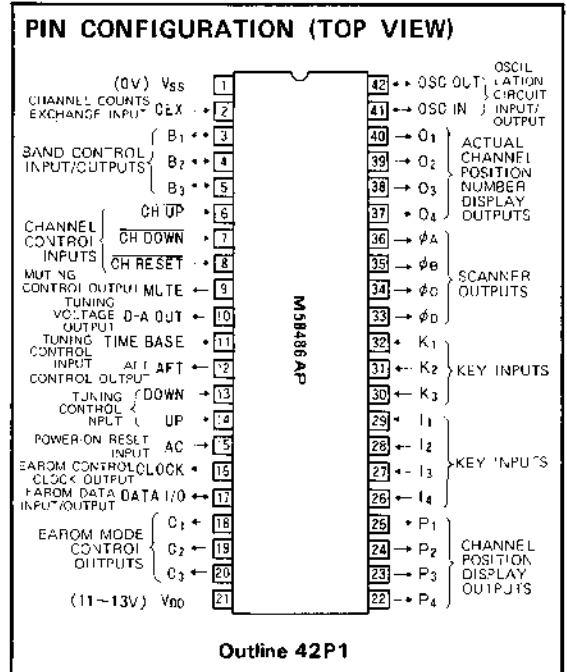 PIN CONFIGURATION (TOP VIEW)
(0V) VSS 1
CHANNEL COUNTS
EXCHANGE INPUT CEX → 2
BAND CONTROL
INPUT/OUTPUTS
B1 ↔ 3
B2 ↔ 4
B3 ↔ 5
CHANNEL
CONTROL
INPUTS
CH UP → 6
CH DOWN → 7
CH RESET → 8
MUTING
CONTROL OUTPUT MUTE ← 9
TUNING
VOLTAGE
OUTPUT
D-A OUT ← 10
TUNING
CONTROL
INPUT
TIME BASE → 11
AFT
CONTROL OUTPUT AFT ← 12
TUNING
CONTROL
INPUT
DOWN → 13
UP → 14
POWER-ON RESET
INPUT AC → 15
EAROM CONTROL
CLOCK OUTPUT
CLOCK ← 16
EAROM DATA
INPUT/OUTPUT
DATA I/O ↔ 17
EAROM MODE
CONTROL
OUTPUTS
C1 ← 18
C2 ← 19
C3 ← 20
(11~13V) VDD 21
M58486AP
42 ↔ OSC OUT
41 ↔ OSC IN
OSCIL
LATION
CIRCUIT
INPUT/
OUTPUT
40 → O1
39 → O2
38 → O3
37 → O4
ACTUAL
CHANNEL
POSITION
NUMBER
DISPLAY
OUTPUTS
36 → φA
35 → φB
34 → φC
33 → φD
SCANNER
OUTPUTS
32 ← K1
31 ← K2
30 ← K3
KEY INPUTS
29 ← I1
28 ← I2
27 ← I3
26 ← I4
KEY INPUTS
25 → P1
24 → P2
23 → P3
22 → P4
CHANNEL
POSITION
DISPLAY
OUTPUTS
Outline 42P1